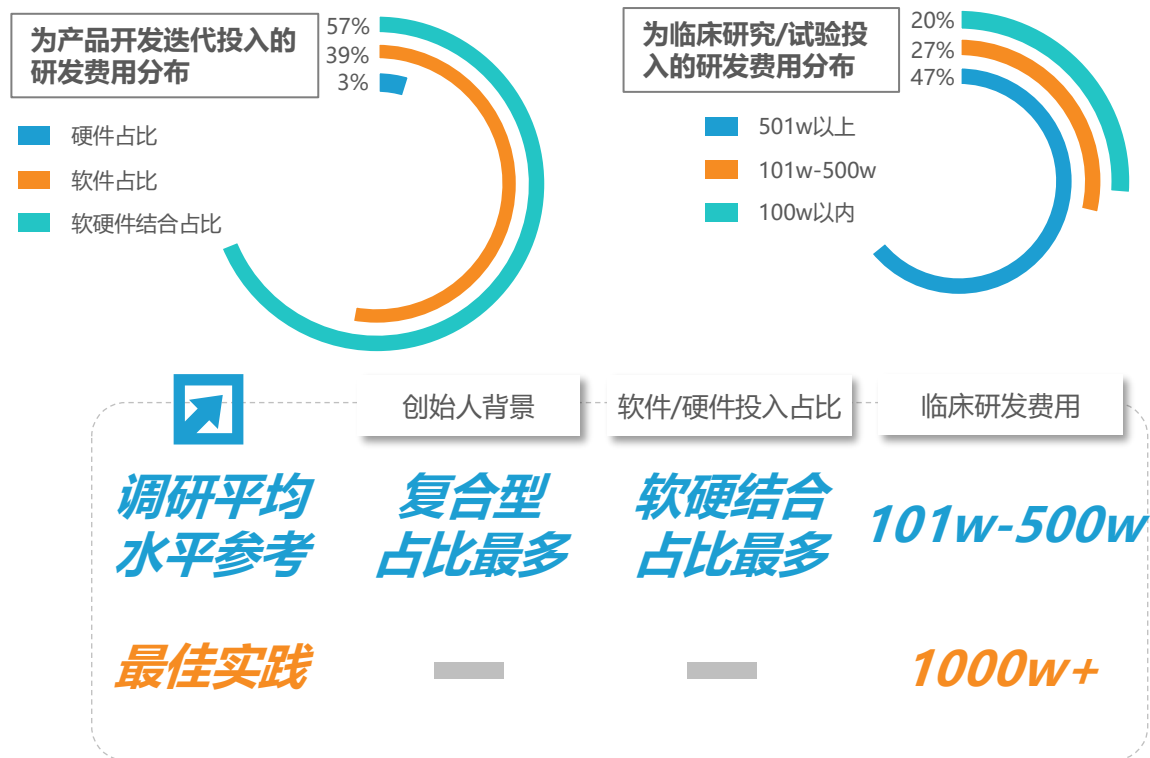 为产品开发迭代投入的
研发费用分布
57%
39%
3%
硬件占比
软件占比
软硬件结合占比
为临床研究/试验投
入的研发费用分布
20%
27%
47%
501w以上
101w-500w
100w以内
创始人背景
软件/硬件投入占比
临床研发费用
调研平均
水平参考
复合型
占比最多
软硬结合
占比最多
101w-500w
最佳实践
1000w+